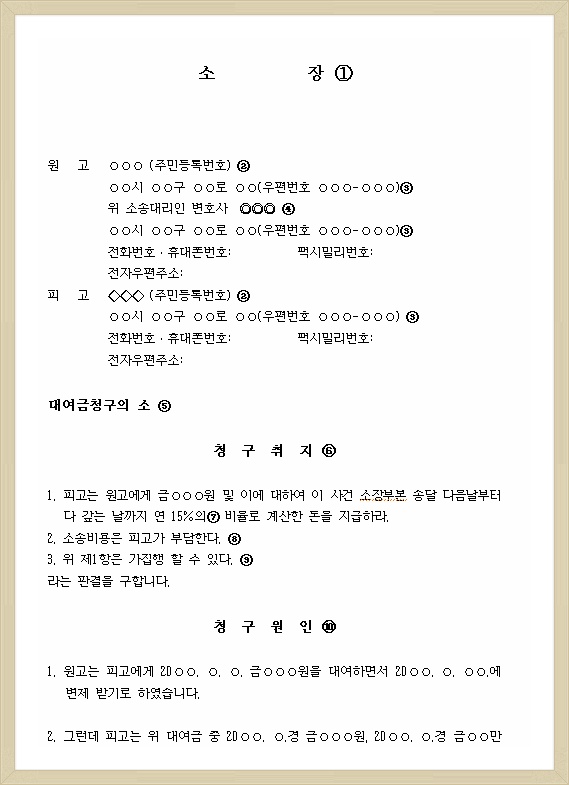 소 장 ①
원 고 ○○○ (주민등록번호) ②
○○시 ○○구 ○○로 ○○(우편번호 ○○○-○○○)③
위 소송대리인 변호사 ◎◎◎ ④
○○시 ○○구 ○○로 ○○(우편번호 ○○○-○○○)③
전화번호·휴대폰번호: 팩시밀리번호:
전자우편주소:
피 고 ◇◇◇ (주민등록번호) ②
○○시 ○○구 ○○로 ○○(우편번호 ○○○-○○○) ③
전화번호·휴대폰번호: 팩시밀리번호:
전자우편주소:
대여금청구의 소 ⑤
청 구 취 지 ⑥
1. 피고는 원고에게 금○○○원 및 이에 대하여 이 사건 소장부본 송달 다음날부터
다 갚는 날까지 연 15%의⑦ 비율로 계산한 돈을 지급하라.
2. 소송비용은 피고가 부담한다. ⑧
3. 위 제1항은 가집행 할 수 있다. ⑨
라는 판결을 구합니다.
청 구 원 인 ⑩
1. 원고는 피고에게 20○○. ○. ○. 금○○○원을 대여하면서 20○○. ○. ○○.에
변제 받기로 하였습니다.
2. 그런데 피고는 위 대여금 중 20○○. ○.경 금○○○원, 20○○. ○.경 금○○만